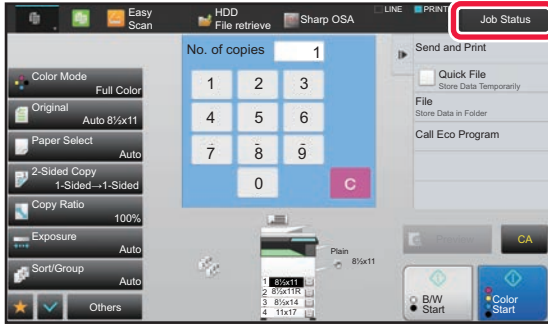 Easy
Scan
HDD
File retrieve
Sharp OSA
LINE
PRINT
Job Status
No. of copies
1
Send and Print
Quick File
Store Data Temporarily
File
Store Data in Folder
Call Eco Program
Color Mode
Full Color
Original
Auto 8½x11
Paper Select
Auto
2-Sided Copy
1-Sided→1-Sided
Copy Ratio
100%
Exposure
Auto
Sort/Group
Auto
Others
1 2 3
4 5 6
7 8 9
0 C
Plain
8½x11
1 8½x11
2 8½x11R
3 8½x14
4 11x17
CA
B/W
Start
Color
Start